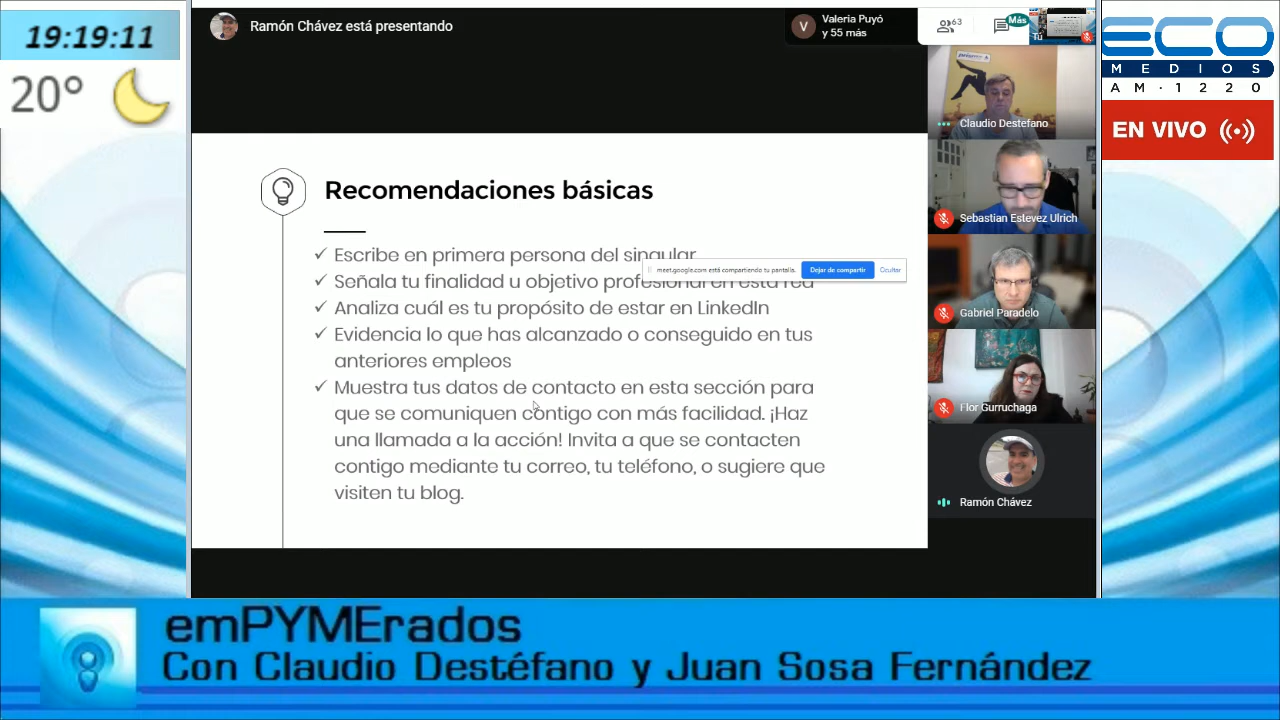 19:19:11
20°
Ramón Chávez está presentando
V
Valeria Puyó
y 55 más
63
Más
Tú
ECO
MEDIOS
AM·1220
EN VIVO
Claudio Destefano
Sebastían Estevez Ulrich
Gabriel Paradelo
Flor Gurruchaga
Ramón Chávez
Recomendaciones básicas
✓ Escribe en primera persona del singular
meet.google.com está compartiendo tu pantalla.
Dejar de compartir
Ocultar
✓ Señala tu finalidad u objetivo profesional en esta red
✓ Analiza cuál es tu propósito de estar en LinkedIn
✓ Evidencia lo que has alcanzado o conseguido en tus
anteriores empleos
✓ Muestra tus datos de contacto en esta sección para
que se comuniquen contigo con más facilidad. ¡Haz
una llamada a la acción! Invita a que se contacten
contigo mediante tu correo, tu teléfono, o sugiere que
visiten tu blog.
emPYMErados
Con Claudio Destéfano y Juan Sosa Fernández